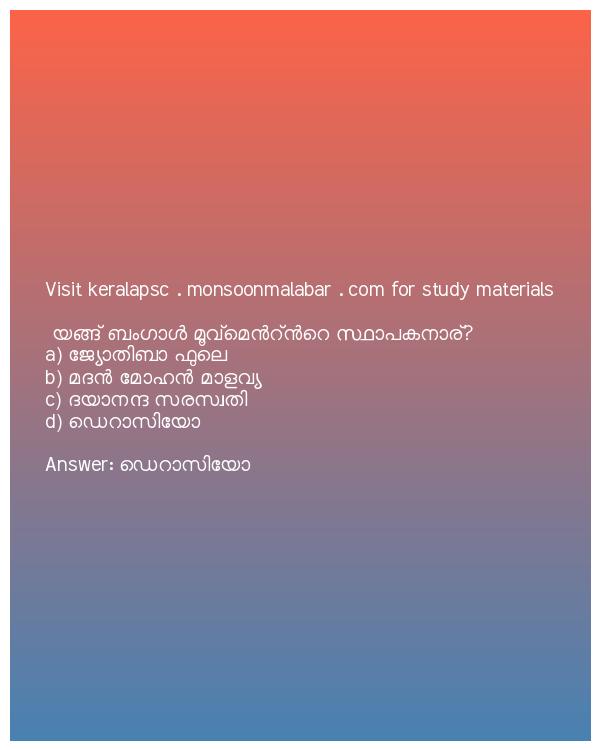 Visit keralapsc . monsoonmalabar . com for study materials
യങ്ങ് ബംഗാൾ മൂവ്മെൻറ്ൻറെ സ്ഥാപകനാര്?
a) ജ്യോതിബാ ഫുലെ
b) മദൻ മോഹൻ മാളവ്യ
c) ദയാനന്ദ സരസ്വതി
d) ഡെറാസിയോ
Answer: ഡെറാസിയോ